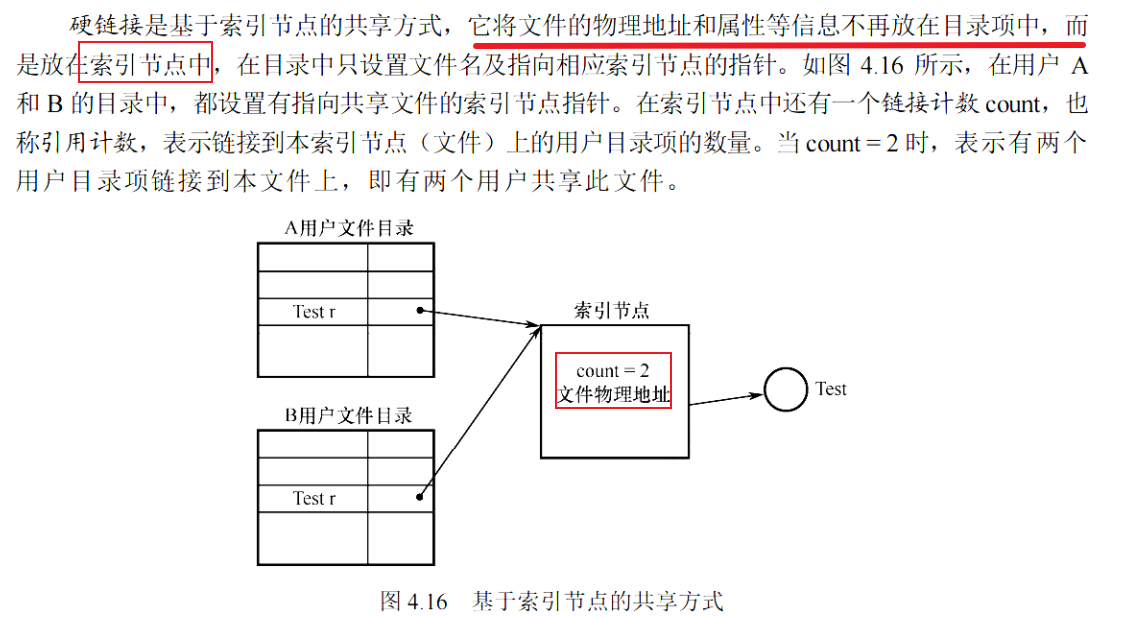 硬链接是基于索引节点的共享方式，它将文件的物理地址和属性等信息不再放在目录项中，而
是放在索引节点中，在目录中只设置文件名及指向相应索引节点的指针。如图 4.16 所示，在用户 A
和 B 的目录中，都设置有指向共享文件的索引节点指针。在索引节点中还有一个链接计数 count，也
称引用计数，表示链接到本索引节点（文件）上的用户目录项的数量。当 count = 2 时，表示有两个
用户目录项链接到本文件上，即有两个用户共享此文件。
A用户文件目录
Test r
索引节点
count = 2
文件物理地址
Test
B用户文件目录
Test r
图 4.16 基于索引节点的共享方式